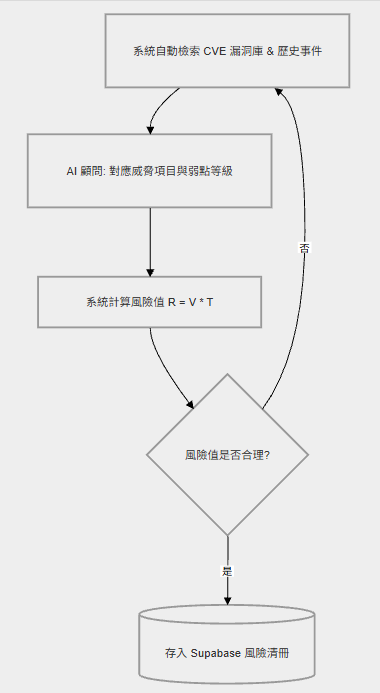 系統自動檢索 CVE 漏洞庫 & 歷史事件
AI 顧問: 對應威脅項目與弱點等級
否
系統計算風險值 R = V * T
風險值是否合理?
是
存入 Supabase 風險清冊